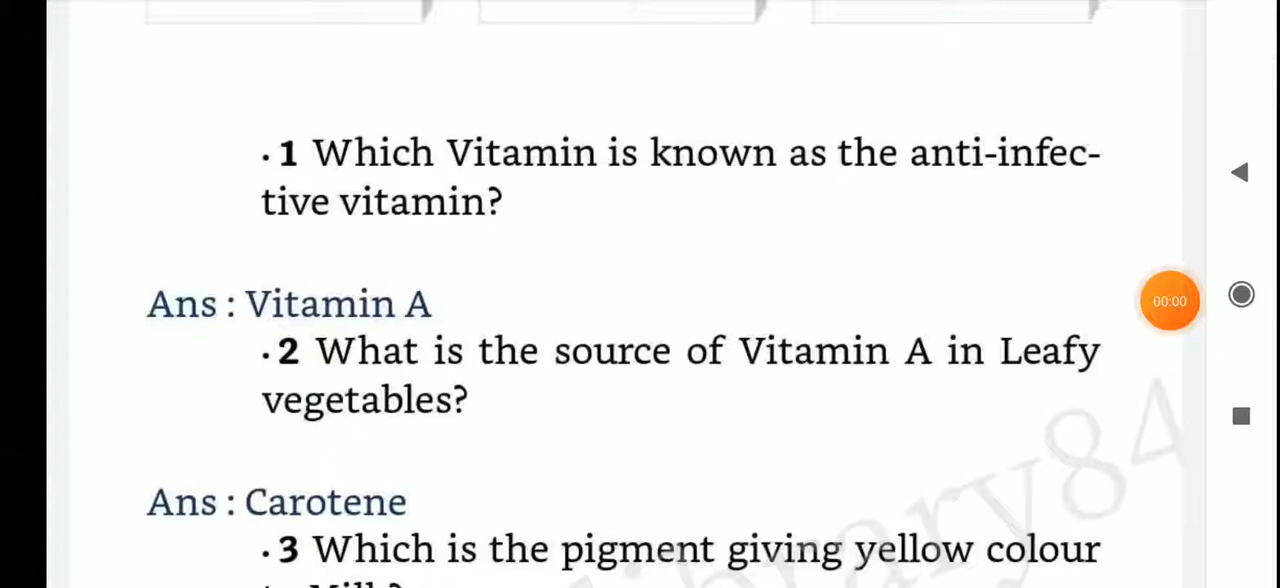 · 1 Which Vitamin is known as the anti-infec-
tive vitamin?
Ans : Vitamin A
· 2 What is the source of Vitamin A in Leafy
vegetables?
00:00
Ans : Carotene
· 3 Which is the pigment giving yellow colour
library84